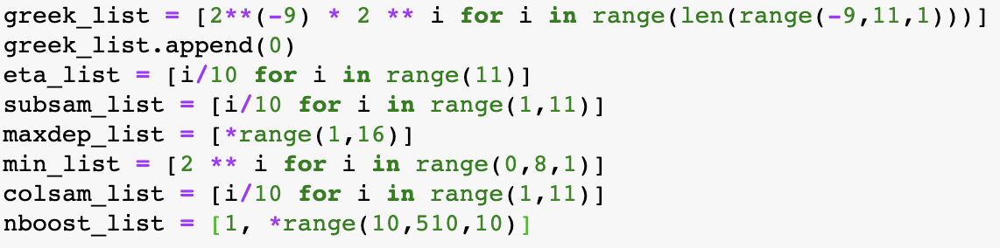 greek_list = [2**(-9) * 2 ** i for i in range(len(range(-9,11,1)))]
greek_list.append(0)
eta_list = [i/10 for i in range(11)]
subsam_list = [i/10 for i in range(1,11)]
maxdep_list = [*range(1,16)]
min_list = [2 ** i for i in range(0,8,1)]
colsam_list = [i/10 for i in range(1,11)]
nboost_list = [1, *range(10,510,10)]